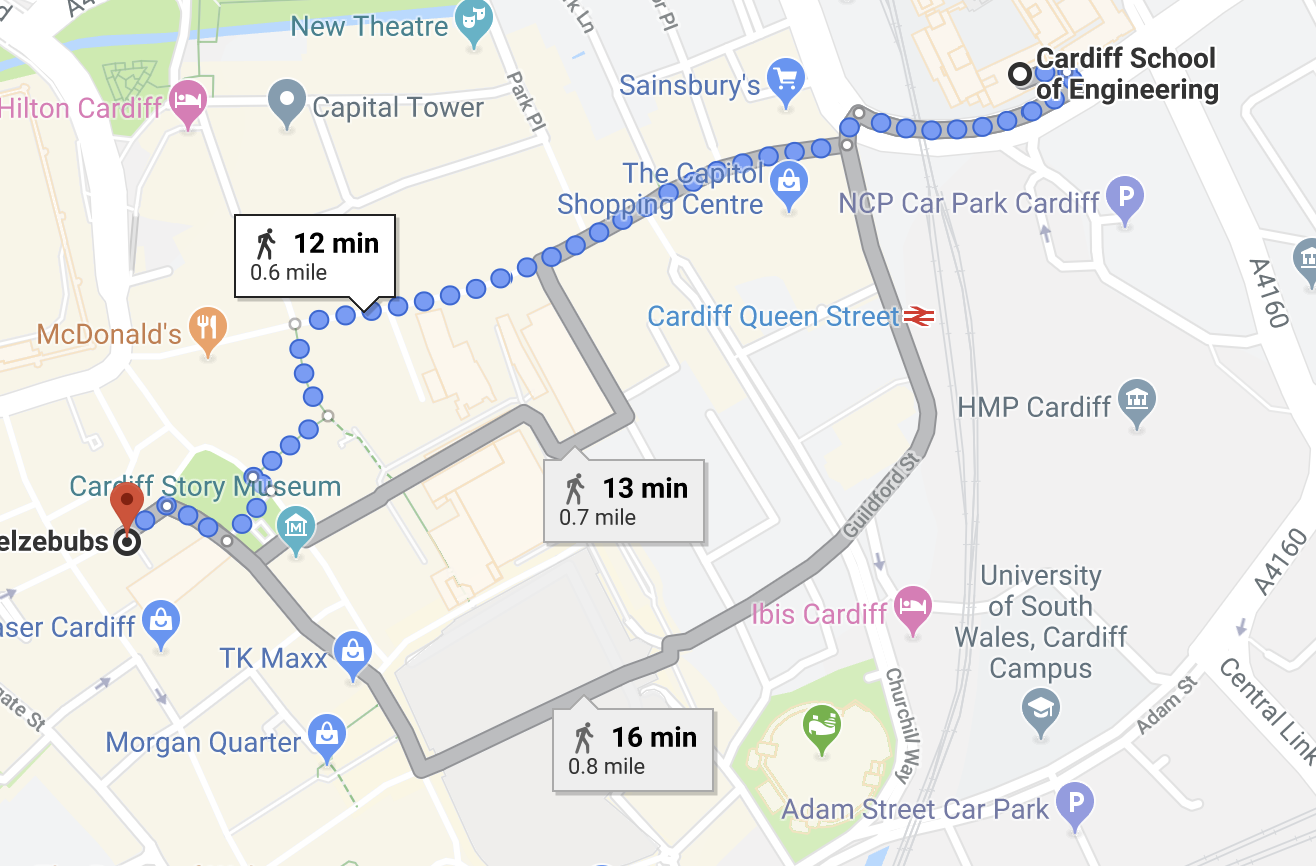 New Theatre
k Ln
or Pl
Cardiff School
of Engineering
Sainsbury's
Hilton Cardiff
Capital Tower
Park Pl
The Capitol
Shopping Centre
NCP Car Park Cardiff
P
12 min
0.6 mile
A4160
McDonald's
Cardiff Queen Street
HMP Cardiff
Cardiff Story Museum
M
13 min
0.7 mile
Guildford St
elzebubs
A4160
University
of South
Wales, Cardiff
Campus
Ibis Cardiff
aser Cardiff
TK Maxx
gate St
Morgan Quarter
16 min
0.8 mile
Churchill Way
Adam St
Central Link
Adam Street Car Park
P